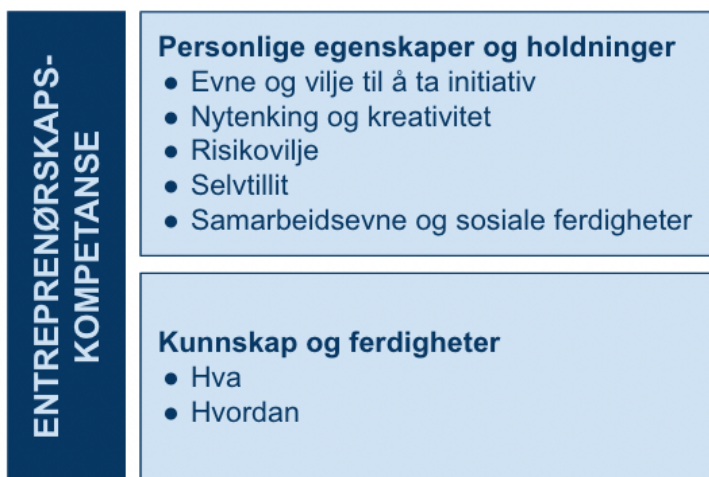 ENTREPRENØRSKAPS-
KOMPETANSE
Personlige egenskaper og holdninger
● Evne og vilje til å ta initiativ
● Nytenking og kreativitet
● Risikovilje
● Selvtillit
● Samarbeidsevne og sosiale ferdigheter
Kunnskap og ferdigheter
● Hva
● Hvordan